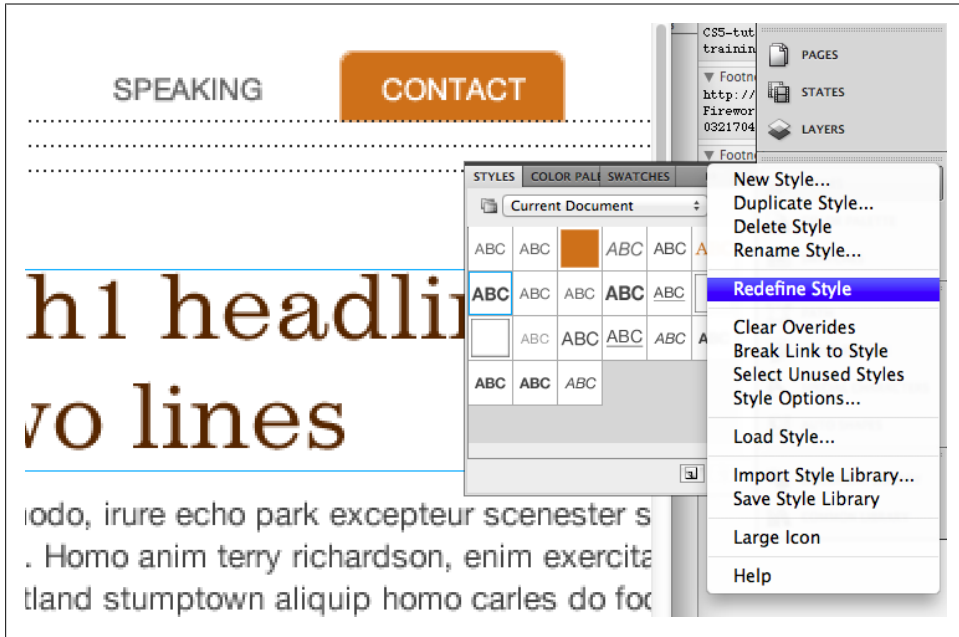 SPEAKING
CONTACT
CS5-tut
trainin
Footn
http://
Firewor
0321704
Footn
PAGES
STATES
LAYERS
STYLES
COLOR PALE
SWATCHES
Current Document
ABC ABC ABC ABC
ABC ABC ABC ABC ABC
ABC ABC ABC ABC
ABC ABC ABC
New Style...
Duplicate Style...
Delete Style
Rename Style...
Redefine Style
Clear Overides
Break Link to Style
Select Unused Styles
Style Options...
Load Style...
Import Style Library...
Save Style Library
Large Icon
Help
h1 headli
vo lines
odo, irure echo park excepteur scenester s
. Homo anim terry richardson, enim exercita
tland stumptown aliquip homo carles do foo